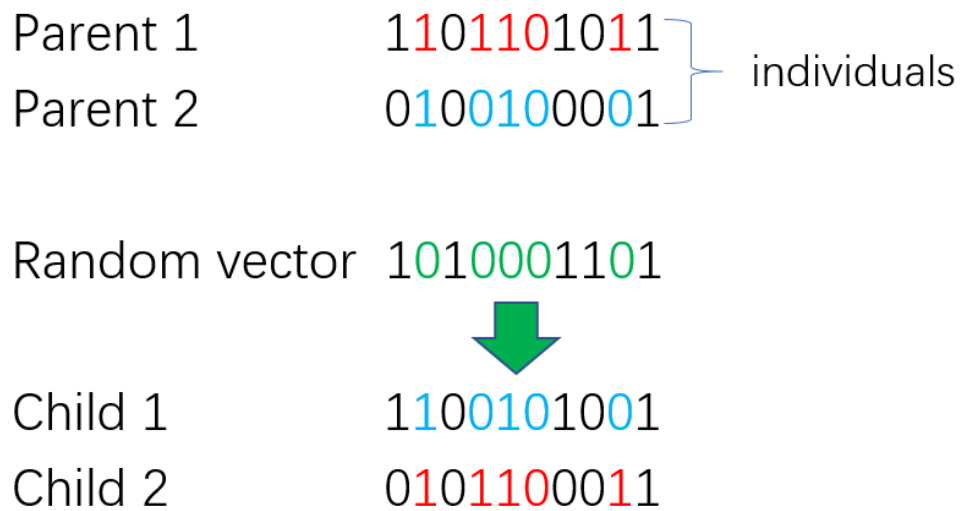 Parent 1 1101101011
individuals
Parent 2 0100100001
Random vector 1010001101
Child 1 1100101001
Child 2 0101100011